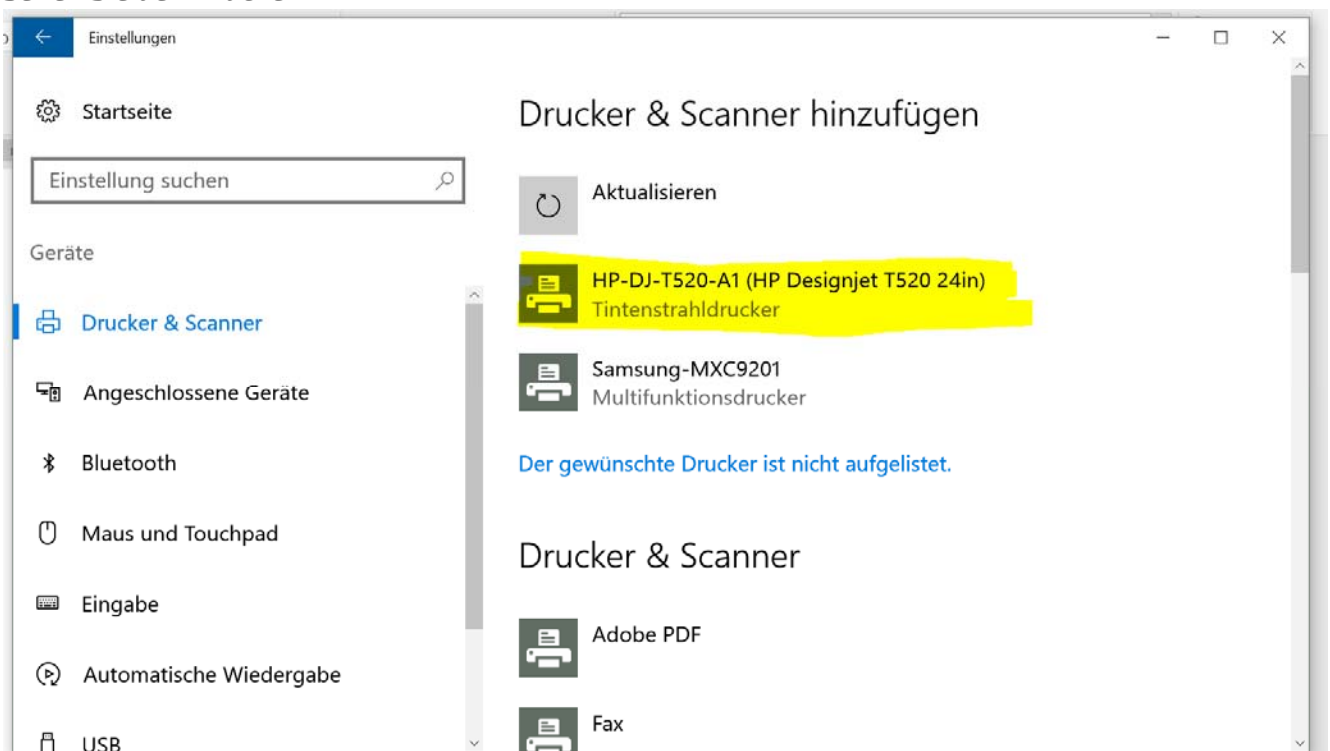 Einstellungen
Startseite
Einstellung suchen
Geräte
Drucker & Scanner
Angeschlossene Geräte
Bluetooth
Maus und Touchpad
Eingabe
Automatische Wiedergabe
USB
Drucker & Scanner hinzufügen
Aktualisieren
HP-DJ-T520-A1 (HP Designjet T520 24in)
Tintenstrahldrucker
Samsung-MXC9201
Multifunktionsdrucker
Der gewünschte Drucker ist nicht aufgelistet.
Drucker & Scanner
Adobe PDF
Fax